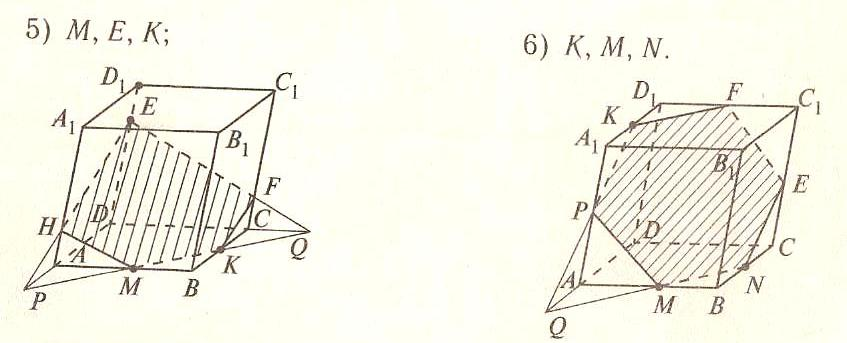 5) M, E, K;
D₁
C₁
E
A₁
B₁
F
H
D
C
Q
A
K
P
M
B
6) K, M, N.
D₁
F
C₁
K
A₁
B₁
E
P
D
C
A
N
M
B
Q